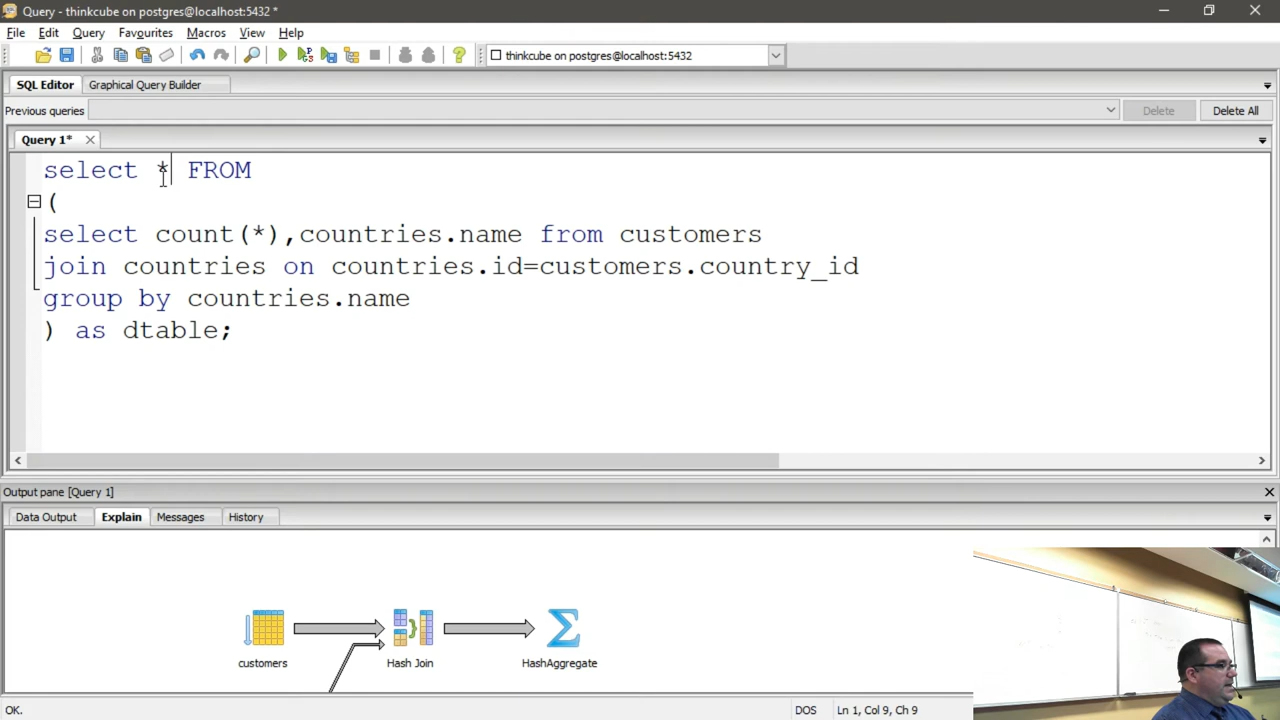 Query - thinkcube on postgres@localhost:5432 *
File Edit Query Favourites Macros View Help
thinkcube on postgres@localhost:5432
SQL Editor Graphical Query Builder
Previous queries Delete Delete All
Query 1*
select * FROM
(
select count(*),countries.name from customers
join countries on countries.id=customers.country_id
group by countries.name
) as dtable;
Output pane [Query 1]
Data Output Explain Messages History
customers Hash Join HashAggregate
OK. DOS Ln 1, Col 9, Ch 9